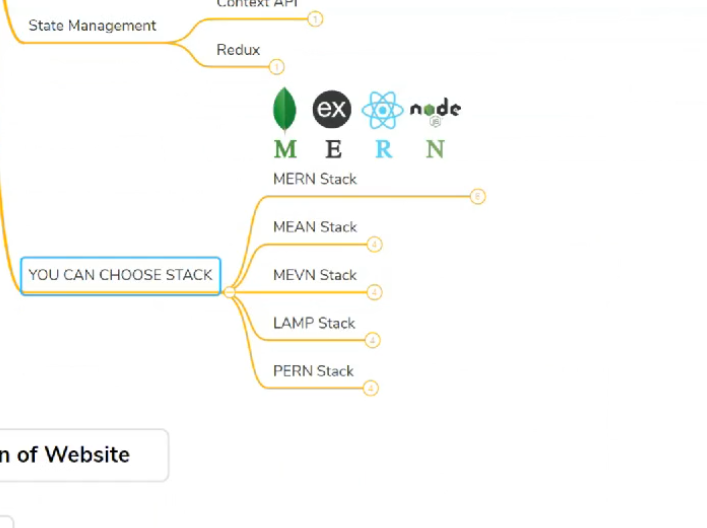 Context API
1
State Management
Redux
1
ex
node
JS
M E R N
MERN Stack
MEAN Stack
4
YOU CAN CHOOSE STACK
MEVN Stack
4
LAMP Stack
4
PERN Stack
4
n of Website